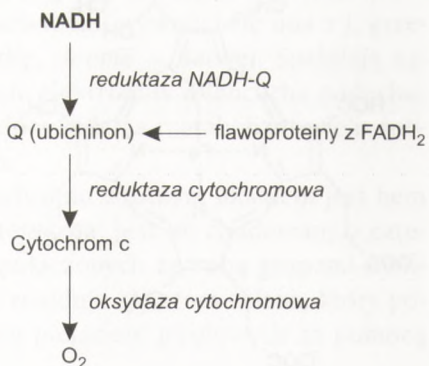 NADH
reduktaza NADH-Q
Q (ubichinon) flawoproteiny z FADH₂
reduktaza cytochromowa
Cytochrom c
oksydaza cytochromowa
O₂